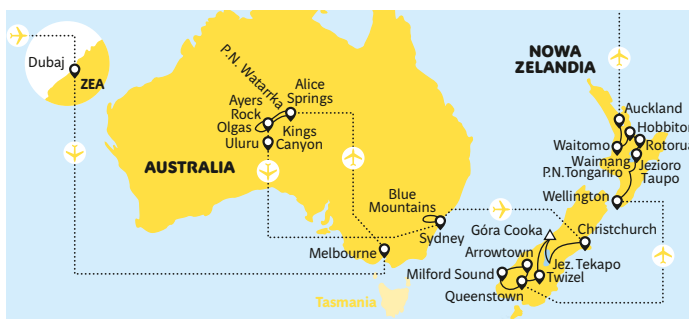 Dubaj
ZEA
P.N. Watarrka
Alice
Springs
Ayers
Rock
Olgas
Uluru
Kings
Canyon
AUSTRALIA
Blue
Mountains
Sydney
Melbourne
Tasmania
NOWA
ZELANDIA
Auckland
Hobbiton
Waitomo
Rotorua
Waimang
Jezioro
Taupo
P.N.Tongariro
Wellington
Góra Cooka
Christchurch
Arrowtown
Jez. Tekapo
Milford Sound
Twizel
Queenstown